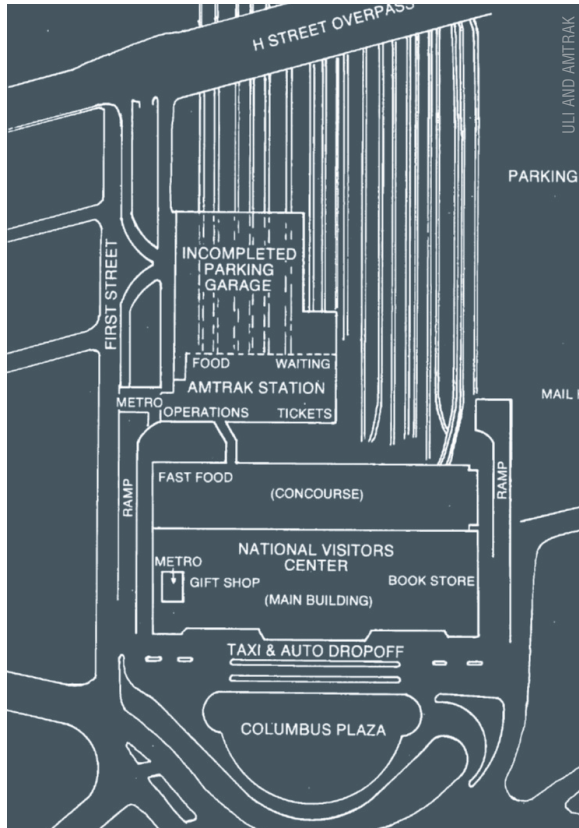 H STREET OVERPASS
ULI AND AMTRAK
PARKING
INCOMPLETED
PARKING
GARAGE
FIRST STREET
FOOD WAITING
AMTRAK STATION
METRO
OPERATIONS TICKETS
MAIL
FAST FOOD
(CONCOURSE)
RAMP
RAMP
NATIONAL VISITORS
CENTER
METRO
GIFT SHOP
BOOK STORE
(MAIN BUILDING)
TAXI & AUTO DROPOFF
COLUMBUS PLAZA